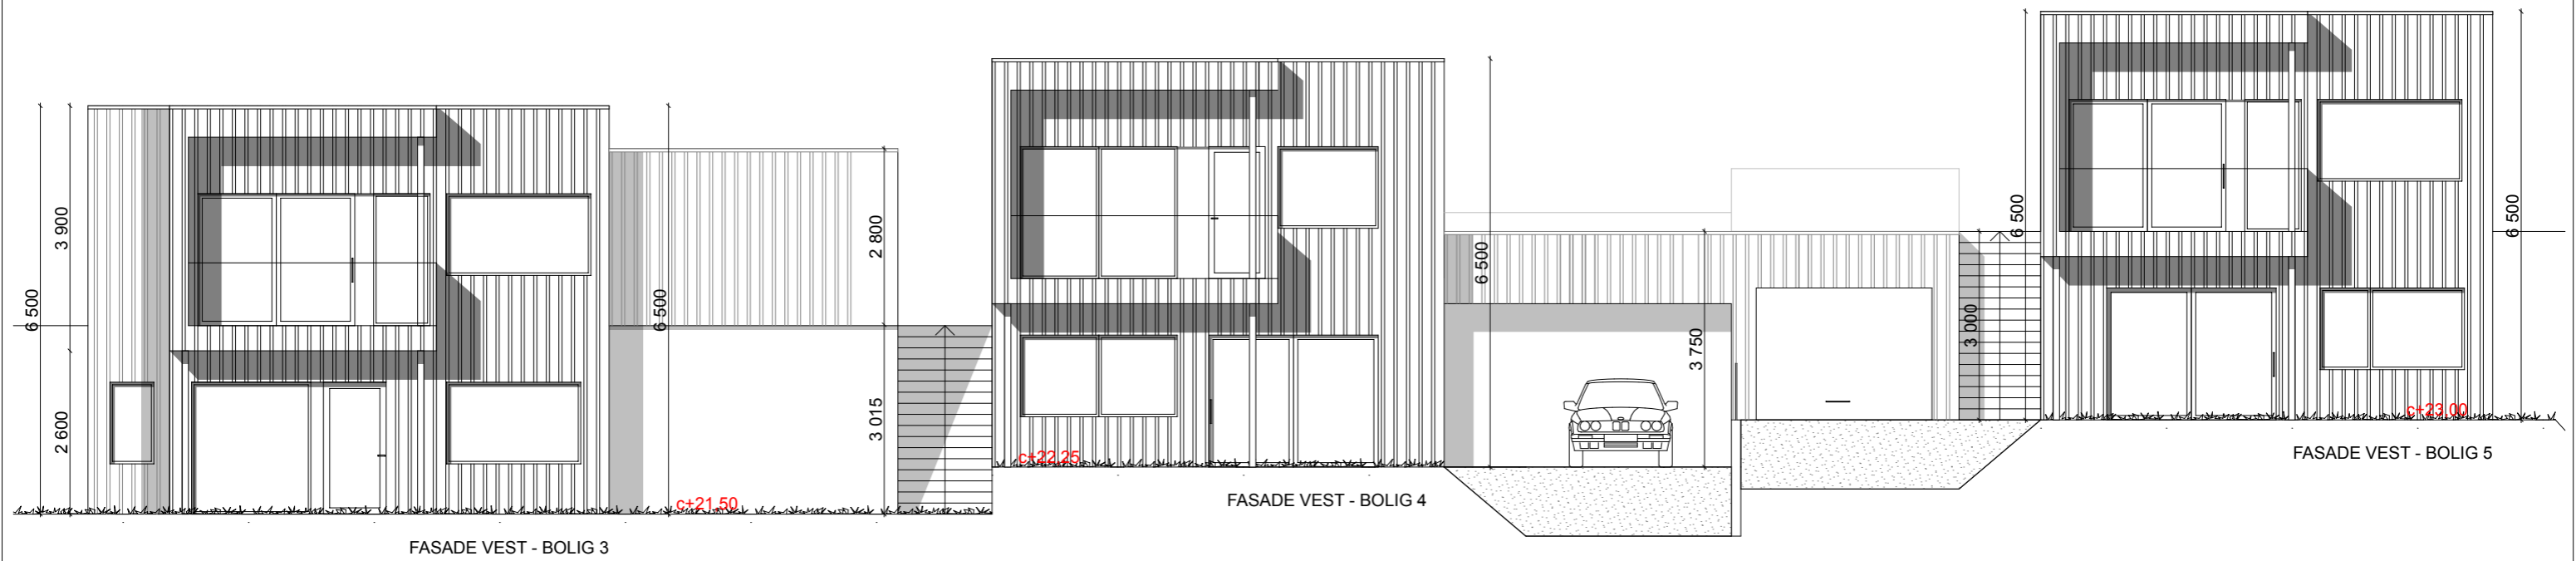 6 500
3 900
2 600
6 500
2 800
3 015
c+21,50
FASADE VEST - BOLIG 3
c+22,25
6 500
FASADE VEST - BOLIG 4
3 750
3 000
6 500
6 500
c+23,00
FASADE VEST - BOLIG 5